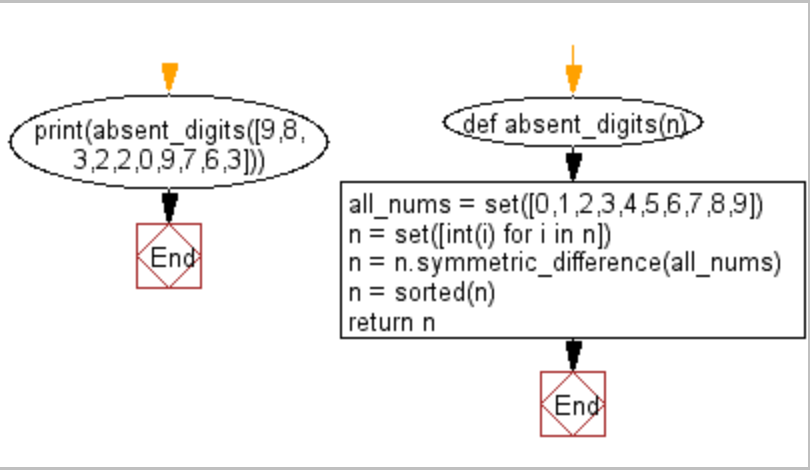 print(absent_digits([9,8,
3,2,2,0,9,7,6,3]))
End
def absent_digits(n)
all_nums = set([0,1,2,3,4,5,6,7,8,9])
n = set([int(i) for i in n])
n = n.symmetric_difference(all_nums)
n = sorted(n)
return n
End